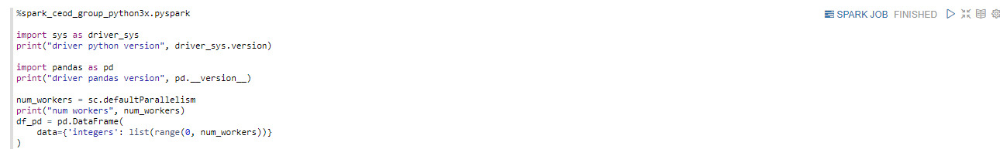 %spark_ceod_group_python3x.pyspark
SPARK JOB FINISHED
import sys as driver_sys
print("driver python version", driver_sys.version)
import pandas as pd
print("driver pandas version", pd.__version__)
num_workers = sc.defaultParallelism
print("num workers", num_workers)
df_pd = pd.DataFrame(
    data={'integers': list(range(0, num_workers))}
)